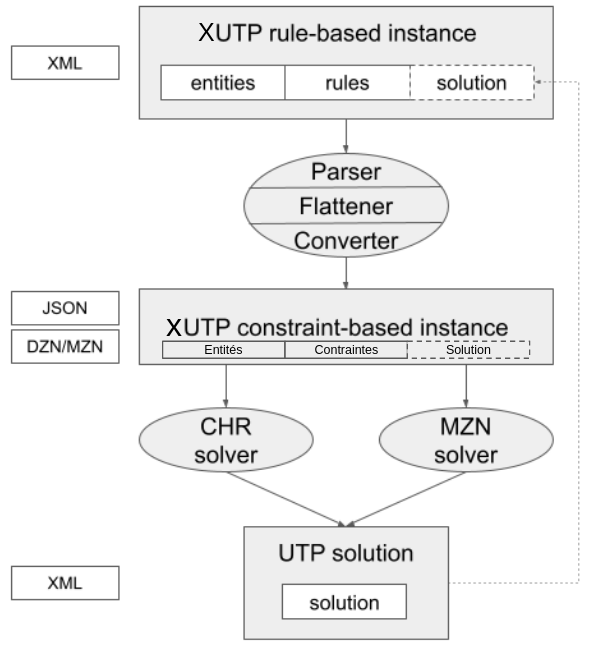 XUTP rule-based instance
XML
entities rules solution
Parser
Flattener
Converter
JSON
XUTP constraint-based instance
DZN/MZN
Entités Contraintes Solution
CHR
solver
MZN
solver
UTP solution
XML
solution